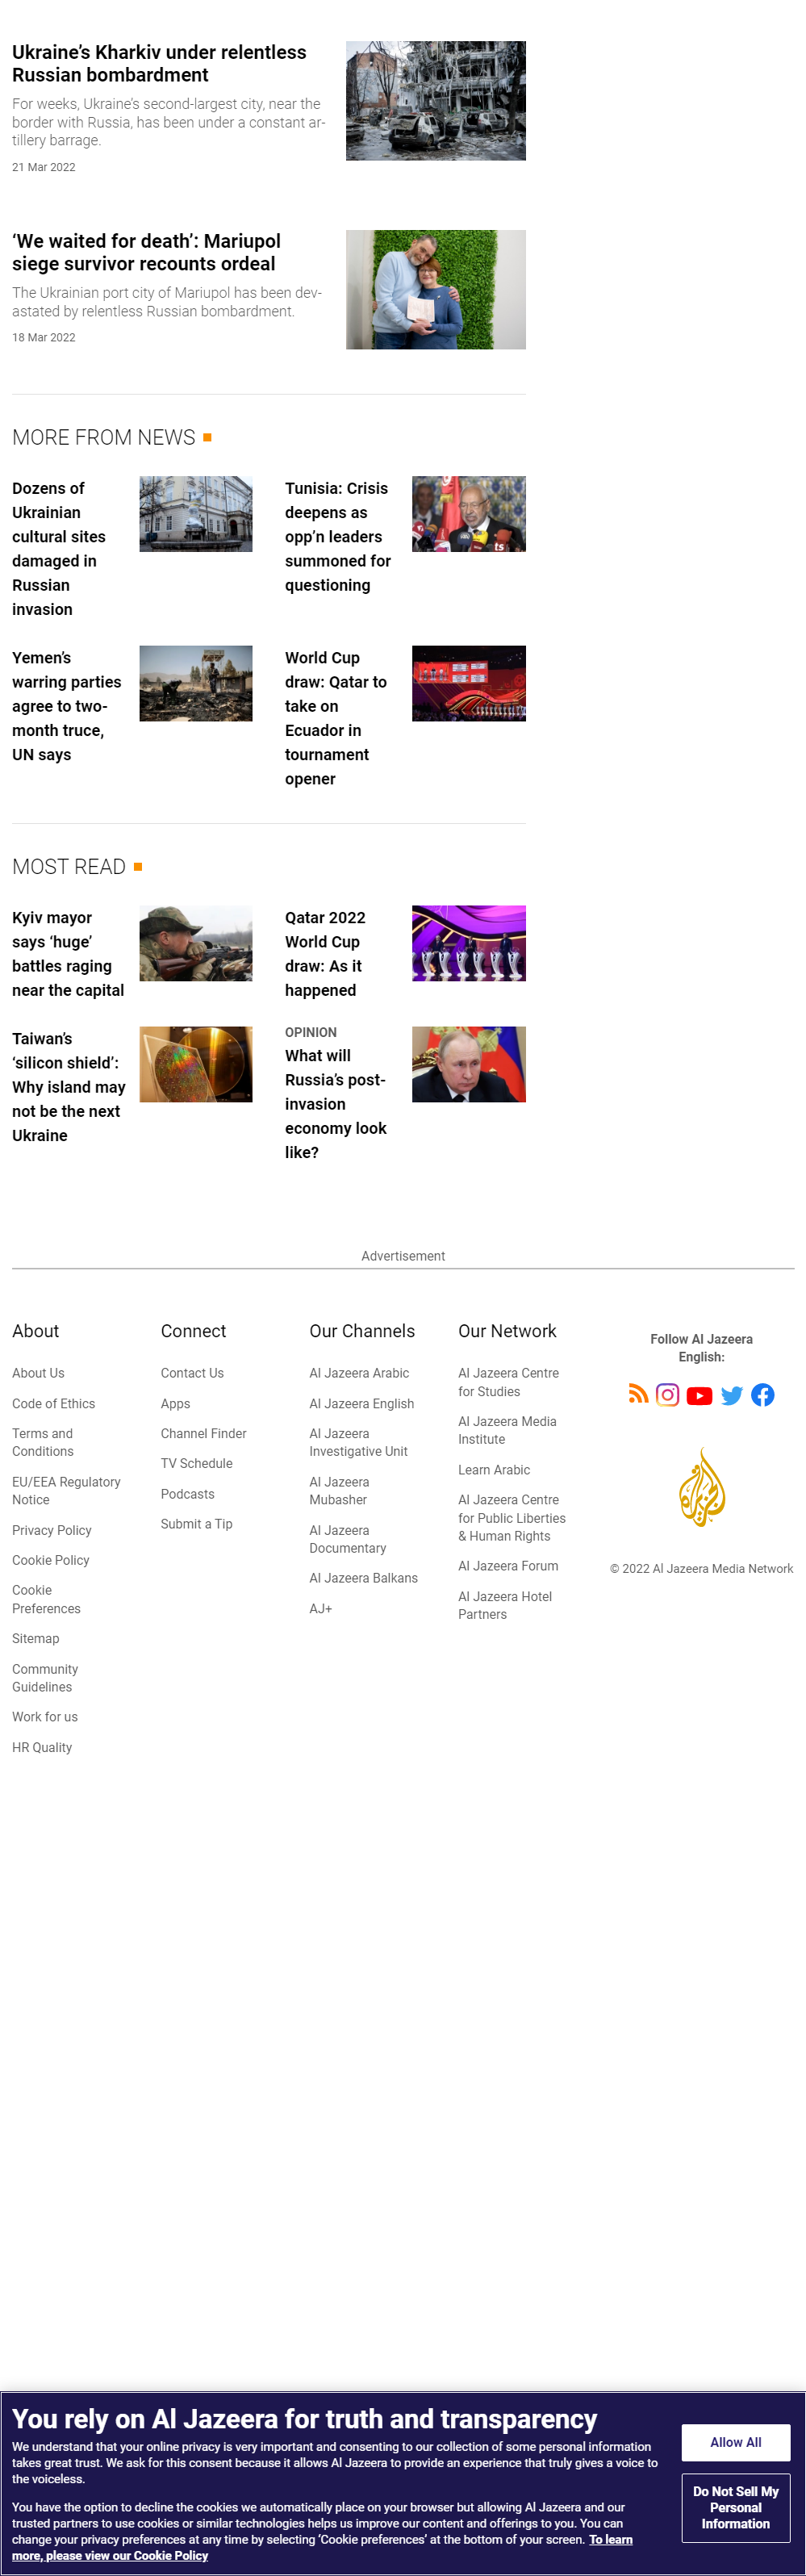 Ukraine’s Kharkiv under relentless
Russian bombardment
For weeks, Ukraine’s second-largest city, near the
border with Russia, has been under a constant ar-
tillery barrage.
21 Mar 2022
‘We waited for death’: Mariupol
siege survivor recounts ordeal
The Ukrainian port city of Mariupol has been dev-
astated by relentless Russian bombardment.
18 Mar 2022
MORE FROM NEWS
Dozens of
Ukrainian
cultural sites
damaged in
Russian
invasion
Tunisia: Crisis
deepens as
opp’n leaders
summoned for
questioning
Yemen’s
warring parties
agree to two-
month truce,
UN says
World Cup
draw: Qatar to
take on
Ecuador in
tournament
opener
MOST READ
Kyiv mayor
says ‘huge’
battles raging
near the capital
Qatar 2022
World Cup
draw: As it
happened
Taiwan’s
‘silicon shield’:
Why island may
not be the next
Ukraine
OPINION
What will
Russia’s post-
invasion
economy look
like?
Advertisement
About
About Us
Code of Ethics
Terms and
Conditions
EU/EEA Regulatory
Notice
Privacy Policy
Cookie Policy
Cookie
Preferences
Sitemap
Community
Guidelines
Work for us
HR Quality
Connect
Contact Us
Apps
Channel Finder
TV Schedule
Podcasts
Submit a Tip
Our Channels
Al Jazeera Arabic
Al Jazeera English
Al Jazeera
Investigative Unit
Al Jazeera
Mubasher
Al Jazeera
Documentary
Al Jazeera Balkans
AJ+
Our Network
Al Jazeera Centre
for Studies
Al Jazeera Media
Institute
Learn Arabic
Al Jazeera Centre
for Public Liberties
& Human Rights
Al Jazeera Forum
Al Jazeera Hotel
Partners
Follow Al Jazeera
English:
© 2022 Al Jazeera Media Network
You rely on Al Jazeera for truth and transparency
We understand that your online privacy is very important and consenting to our collection of some personal information
takes great trust. We ask for this consent because it allows Al Jazeera to provide an experience that truly gives a voice to
the voiceless.
You have the option to decline the cookies we automatically place on your browser but allowing Al Jazeera and our
trusted partners to use cookies or similar technologies helps us improve our content and offerings to you. You can
change your privacy preferences at any time by selecting ‘Cookie preferences’ at the bottom of your screen. To learn
more, please view our Cookie Policy
Allow All
Do Not Sell My
Personal
Information